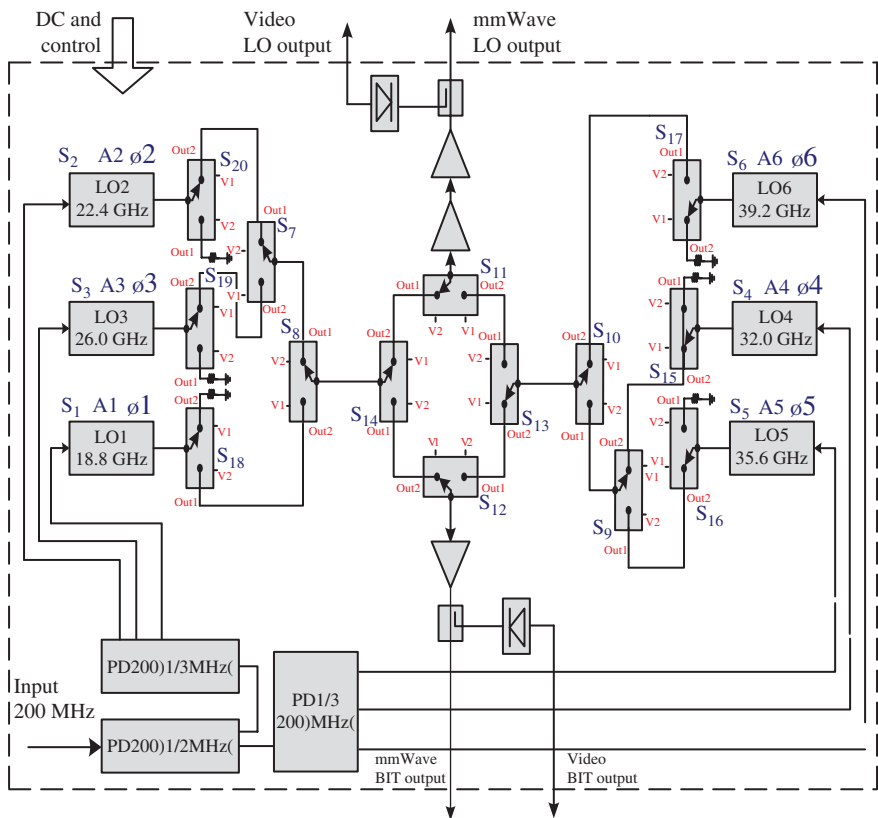 DC and
control
Video
LO output
mmWave
LO output
S2 A2 ø2
LO2
22.4 GHz
Out2
S20
V1
V2
Out1
Out1
S7
V2
V1
Out2
S3 A3 ø3
LO3
26.0 GHz
Out2
S19
V1
V2
Out1
S1 A1 ø1
LO1
18.8 GHz
Out2
V1
S18
V2
Out1
S8
Out1
V2
V1
Out2
Out2
V1
V2
S14
Out1
S11
Out1
Out2
V2
V1
Out1
V2
V1
Out2
S13
V1
V2
Out2
Out1
S12
S10
Out2
V1
V2
Out1
S17
Out1
V2
V1
Out2
S6 A6 ø6
LO6
39.2 GHz
Out1
V2
V1
S15
Out2
S4 A4 ø4
LO4
32.0 GHz
Out2
V1
V2
S9
Out1
Out1
V2
V1
Out2
S16
S5 A5 ø5
LO5
35.6 GHz
PD200)1/3MHz(
Input
200 MHz
PD200)1/2MHz(
PD1/3
200)MHz(
mmWave
BIT output
Video
BIT output